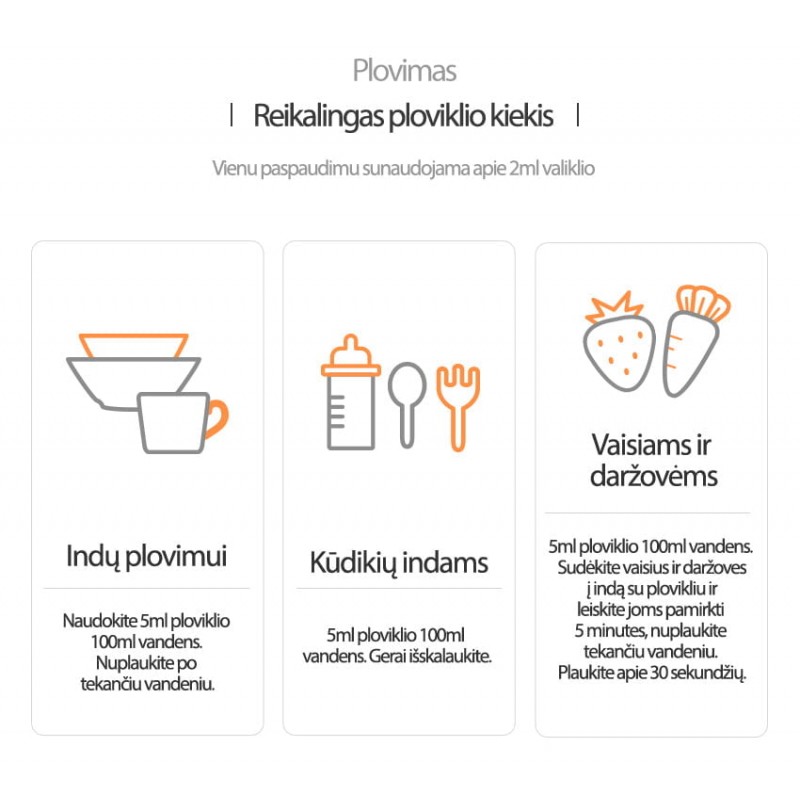 Plovimas
| Reikalingas ploviklio kiekis |
Vienu paspaudimu sunaudojama apie 2ml valiklio
Indų plovimui
Naudokite 5ml ploviklio
100ml vandens.
Nuplaukite po
tekančiu vandeniu.
Kūdikių indams
5ml ploviklio 100ml
vandens. Gerai išskalaukite.
Vaisiams ir
daržovėms
5ml ploviklio 100ml vandens.
Sudėkite vaisius ir daržoves
į indą su plovikliu ir
leiskite joms pamirkti
5 minutes, nuplaukite
tekančiu vandeniu.
Plaukite apie 30 sekundžių.